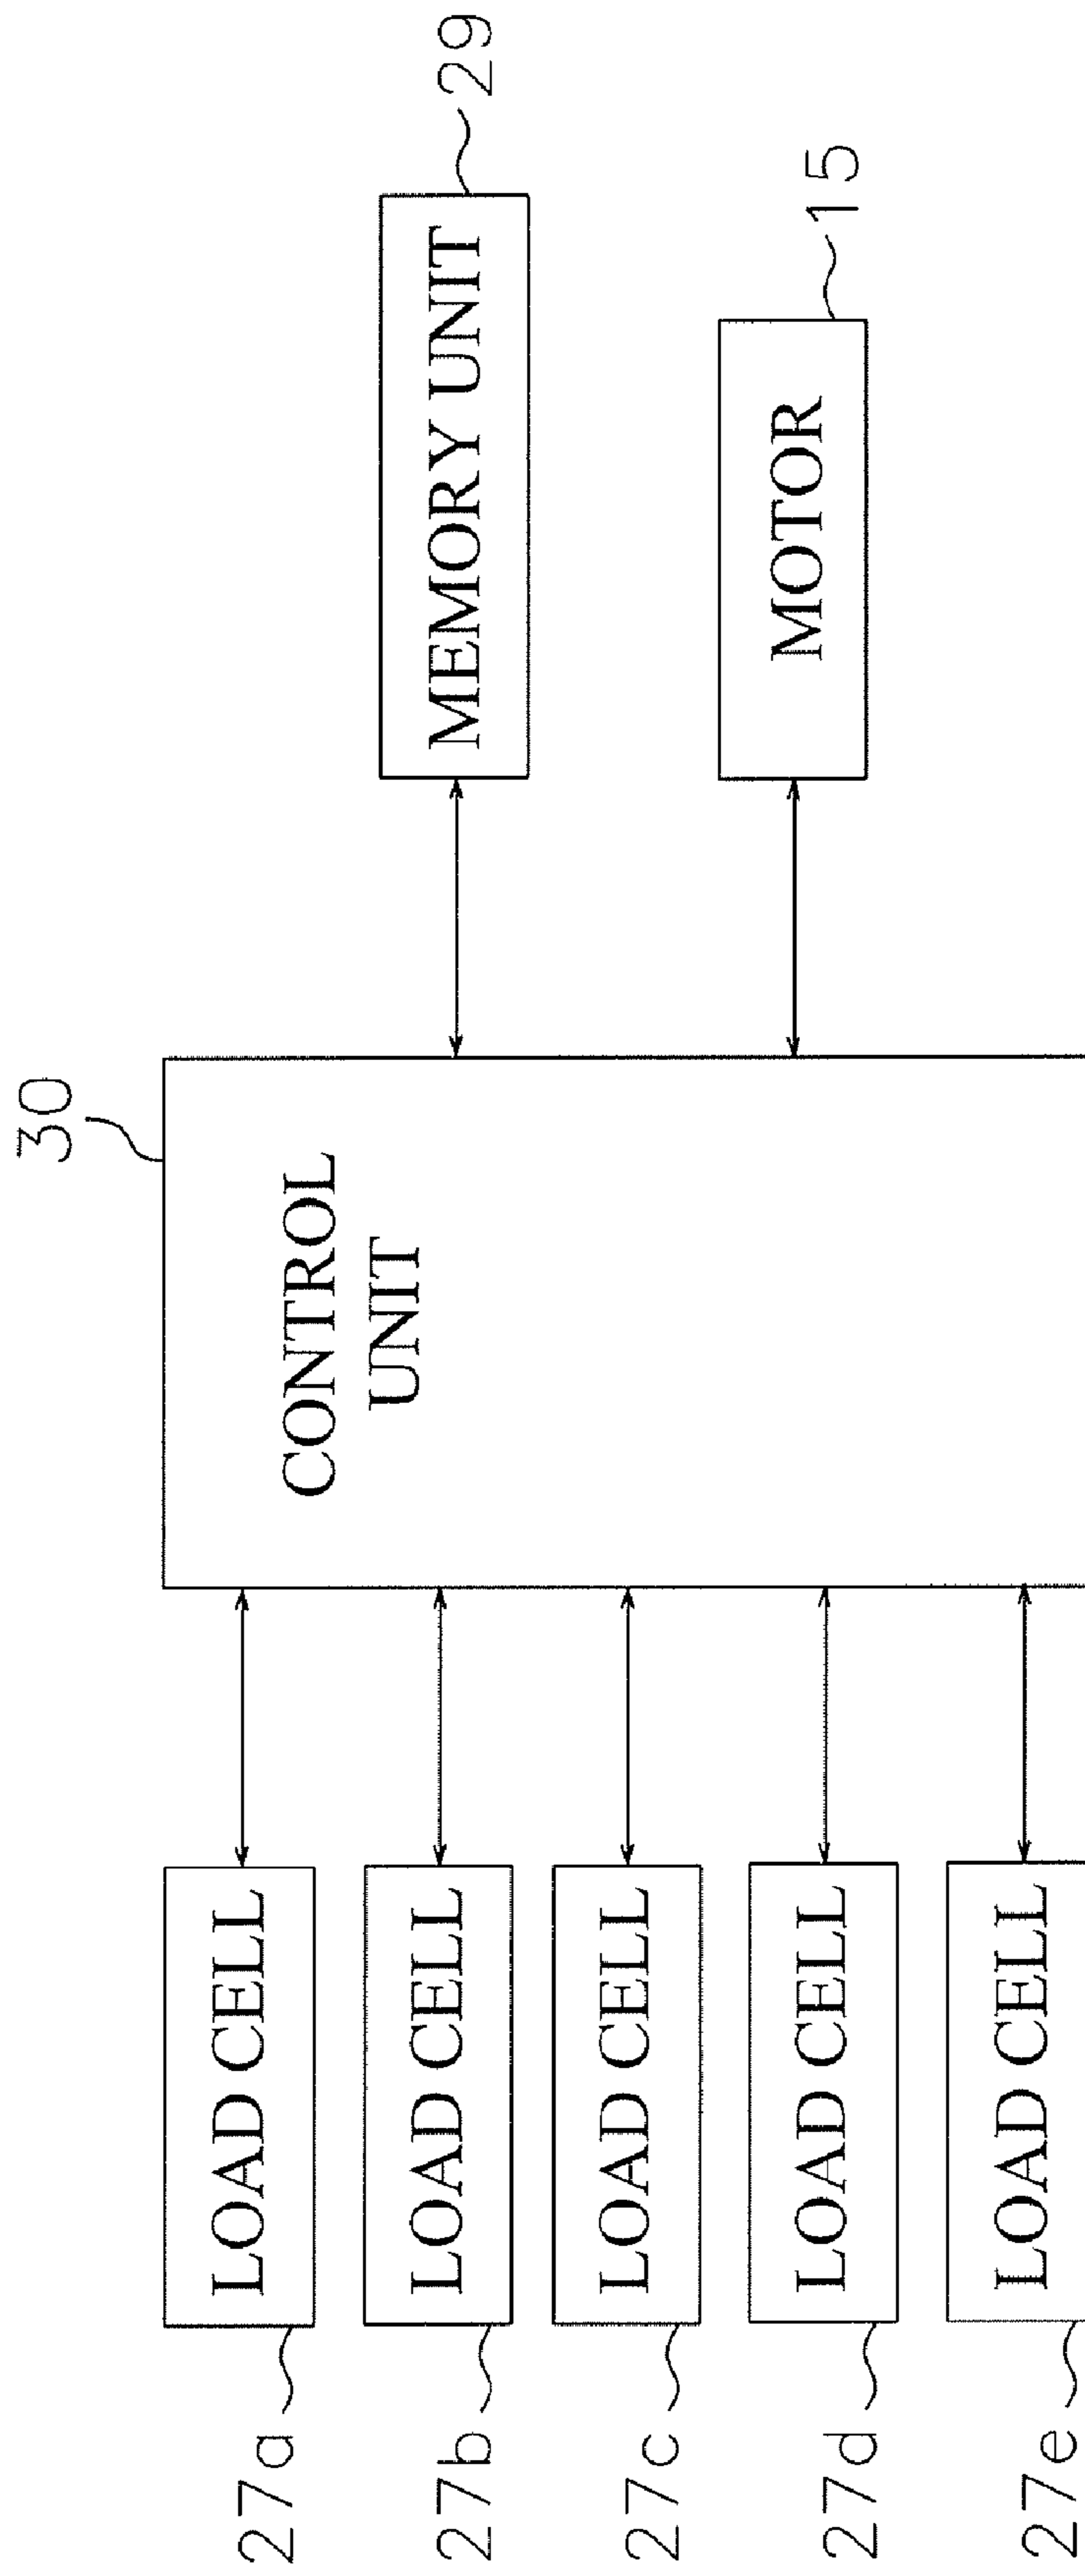 30
CONTROL
UNIT
27a
LOAD CELL
27b
LOAD CELL
27c
LOAD CELL
27d
LOAD CELL
27e
LOAD CELL
MEMORY UNIT
29
MOTOR
15